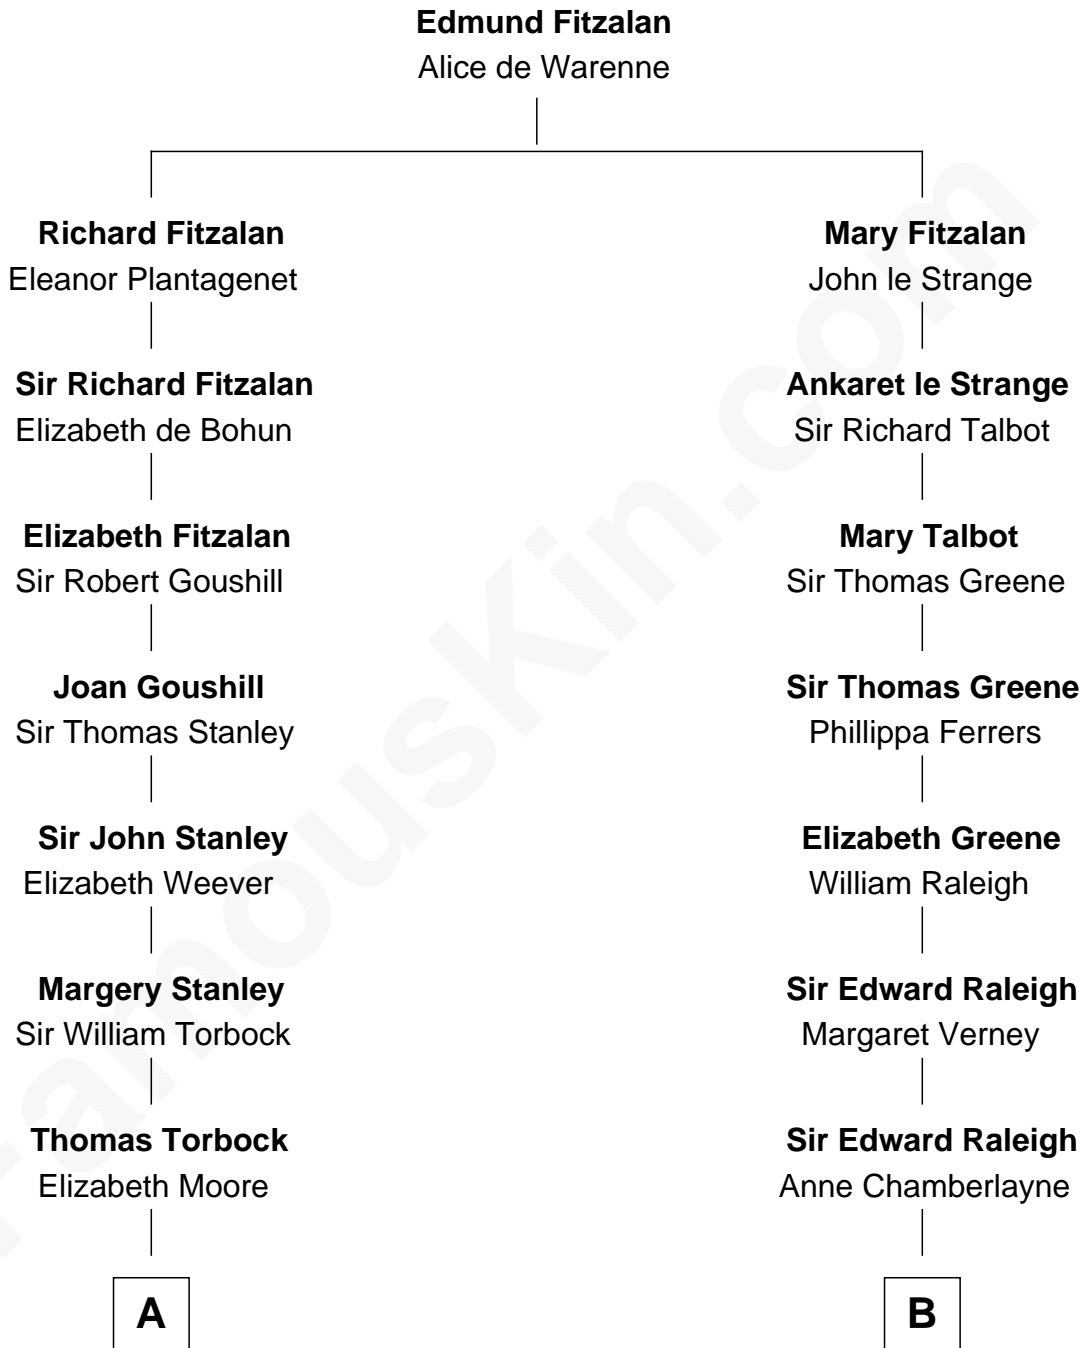 Edmund Fitzalan
Alice de Warenne
Richard Fitzalan
Eleanor Plantagenet
Mary Fitzalan
John le Strange
Sir Richard Fitzalan
Elizabeth de Bohun
Ankaret le Strange
Sir Richard Talbot
Elizabeth Fitzalan
Sir Robert Goushill
Mary Talbot
Sir Thomas Greene
Joan Goushill
Sir Thomas Stanley
Sir Thomas Greene
Phillippa Ferrers
Sir John Stanley
Elizabeth Weever
Elizabeth Greene
William Raleigh
Margery Stanley
Sir William Torbock
Sir Edward Raleigh
Margaret Verney
Thomas Torbock
Elizabeth Moore
Sir Edward Raleigh
Anne Chamberlayne
A
B
FamousKin.com